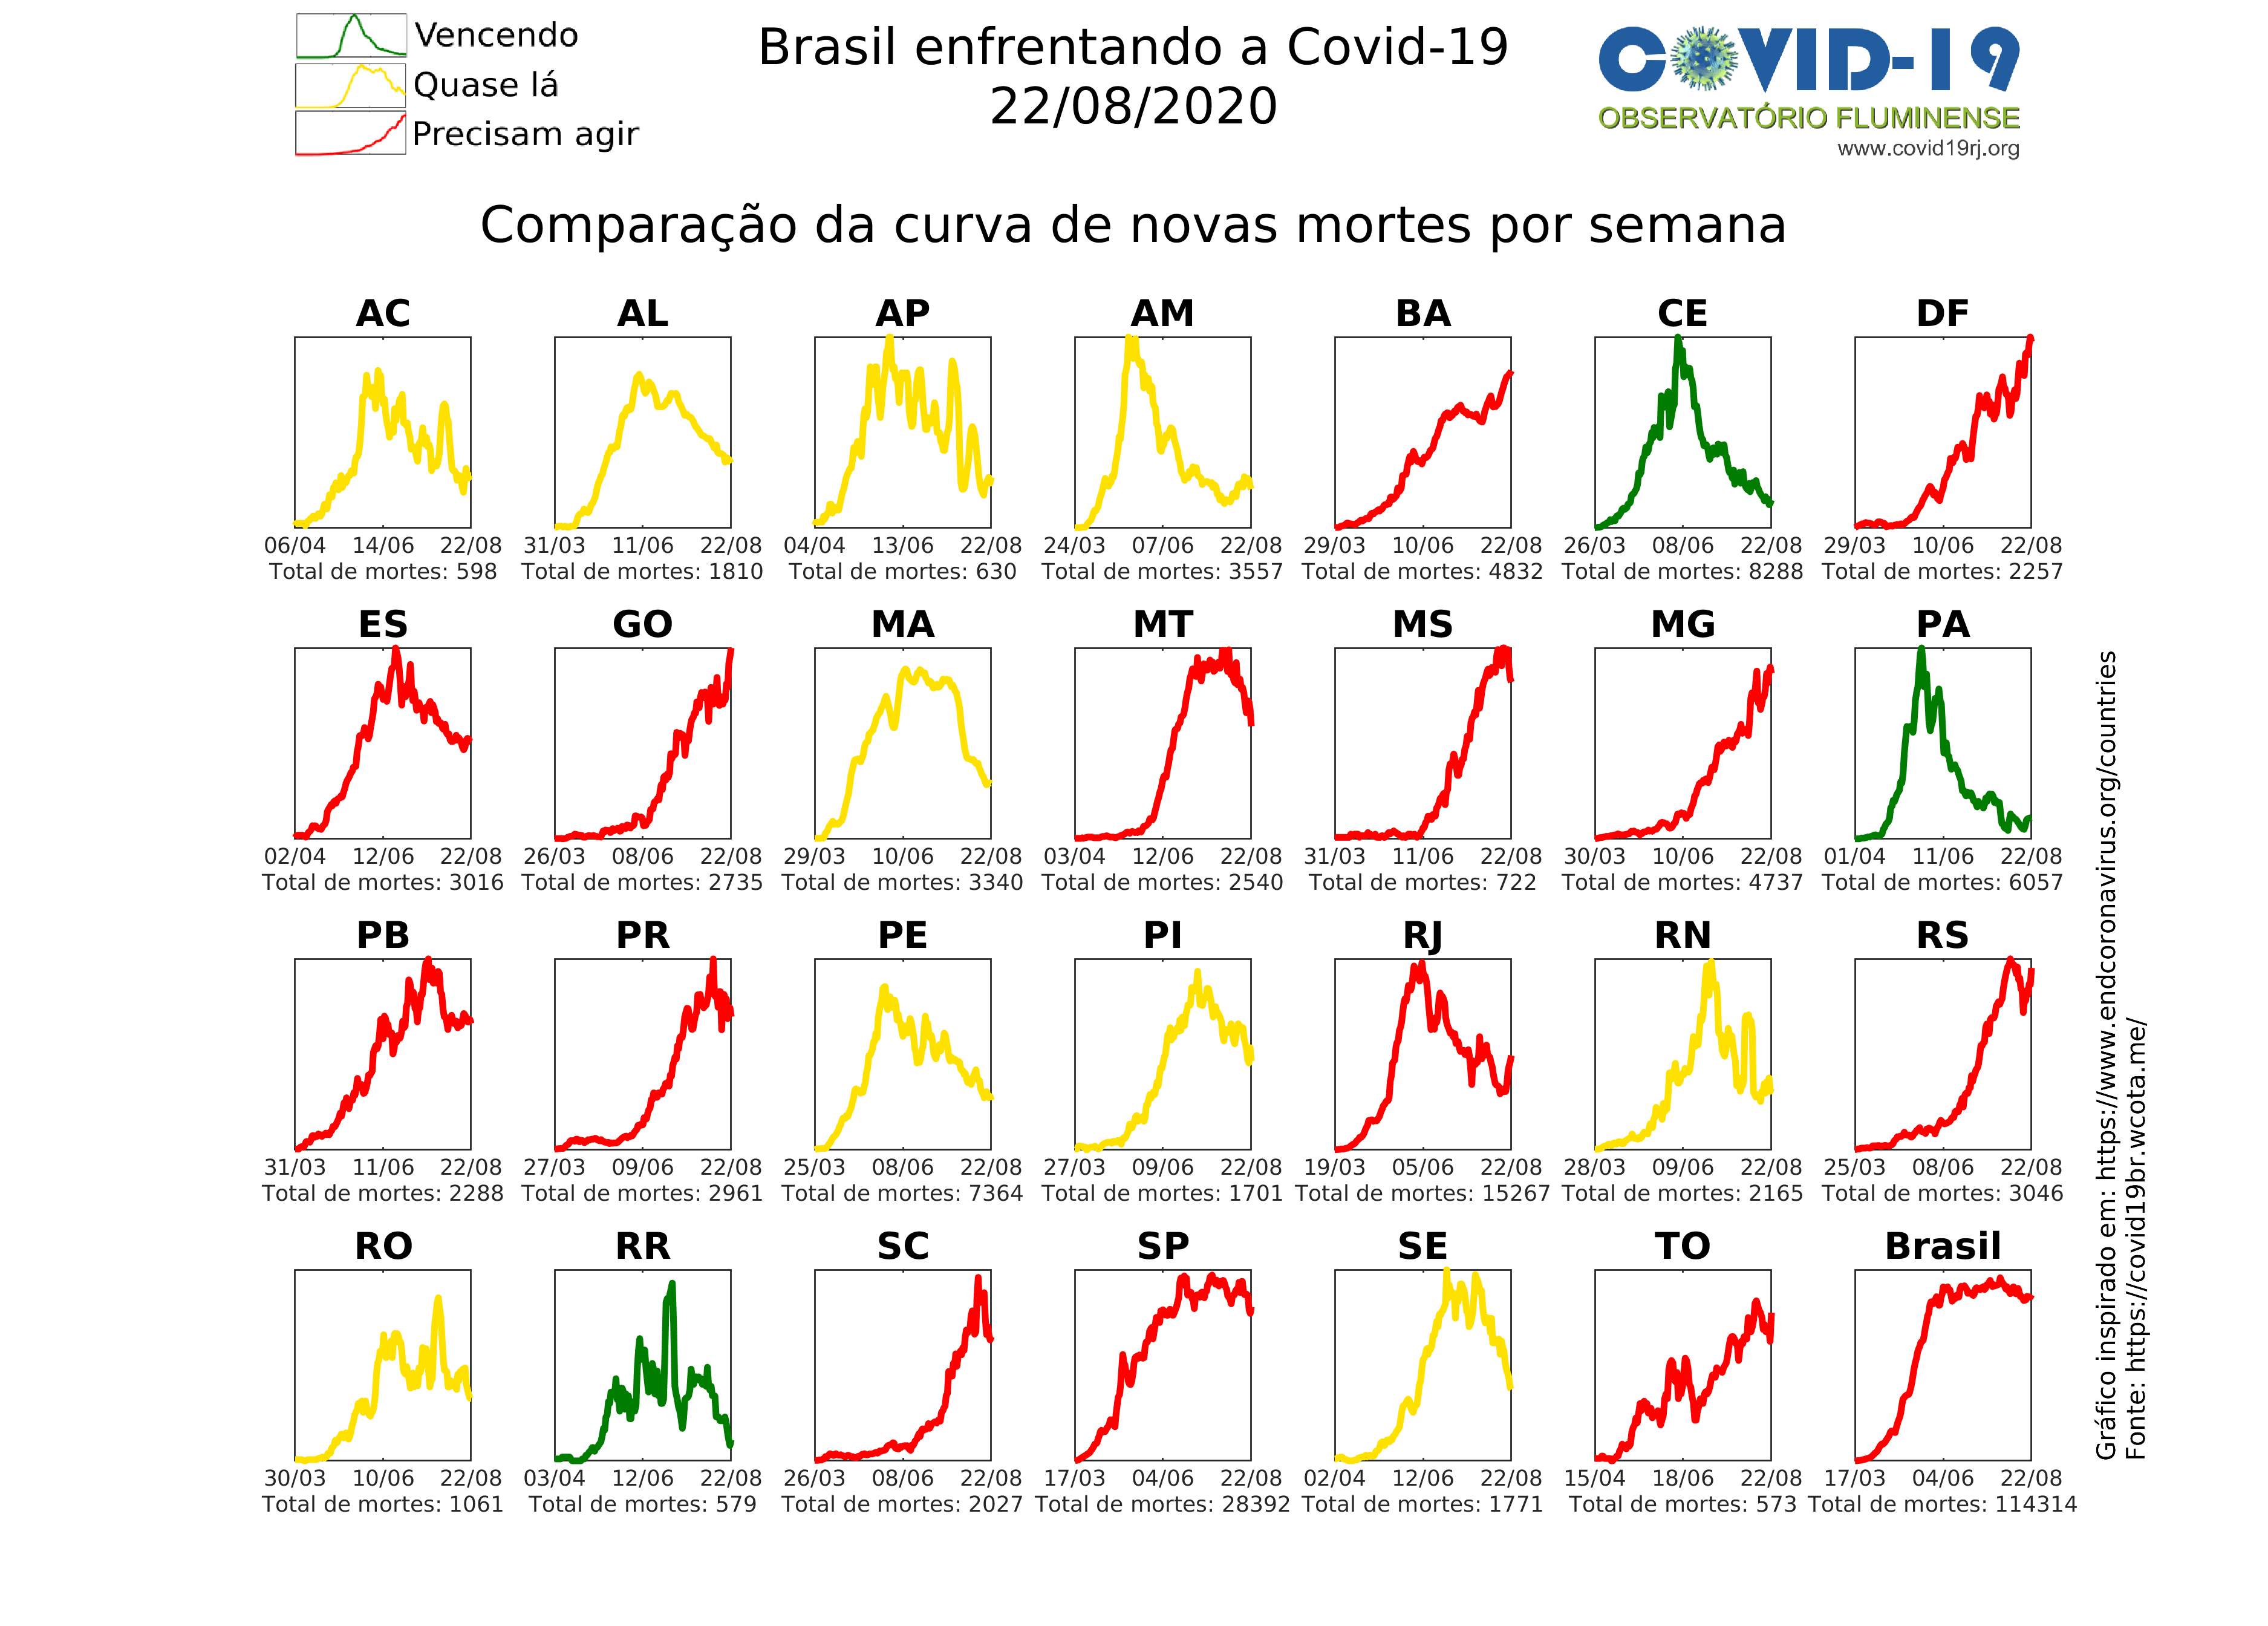 Vencendo
Quase lá
Precisam agir
Brasil enfrentando a Covid-19
22/08/2020
COVID-19
OBSERVATÓRIO FLUMINENSE
www.covid19rj.org
Comparação da curva de novas mortes por semana
AC
06/04 14/06 22/08
Total de mortes: 598
AL
31/03 11/06 22/08
Total de mortes: 1810
AP
04/04 13/06 22/08
Total de mortes: 630
AM
24/03 07/06 22/08
Total de mortes: 3557
BA
29/03 10/06 22/08
Total de mortes: 4832
CE
26/03 08/06 22/08
Total de mortes: 8288
DF
29/03 10/06 22/08
Total de mortes: 2257
ES
02/04 12/06 22/08
Total de mortes: 3016
GO
26/03 08/06 22/08
Total de mortes: 2735
MA
29/03 10/06 22/08
Total de mortes: 3340
MT
03/04 12/06 22/08
Total de mortes: 2540
MS
31/03 11/06 22/08
Total de mortes: 722
MG
30/03 10/06 22/08
Total de mortes: 4737
PA
01/04 11/06 22/08
Total de mortes: 6057
PB
31/03 11/06 22/08
Total de mortes: 2288
PR
27/03 09/06 22/08
Total de mortes: 2961
PE
25/03 08/06 22/08
Total de mortes: 7364
PI
27/03 09/06 22/08
Total de mortes: 1701
RJ
19/03 05/06 22/08
Total de mortes: 15267
RN
28/03 09/06 22/08
Total de mortes: 2165
RS
25/03 08/06 22/08
Total de mortes: 3046
RO
30/03 10/06 22/08
Total de mortes: 1061
RR
03/04 12/06 22/08
Total de mortes: 579
SC
26/03 08/06 22/08
Total de mortes: 2027
SP
17/03 04/06 22/08
Total de mortes: 28392
SE
02/04 12/06 22/08
Total de mortes: 1771
TO
15/04 18/06 22/08
Total de mortes: 573
Brasil
17/03 04/06 22/08
Total de mortes: 114314
Gráfico inspirado em: https://www.endcoronavirus.org/countries
Fonte: https://covid19br.wcota.me/